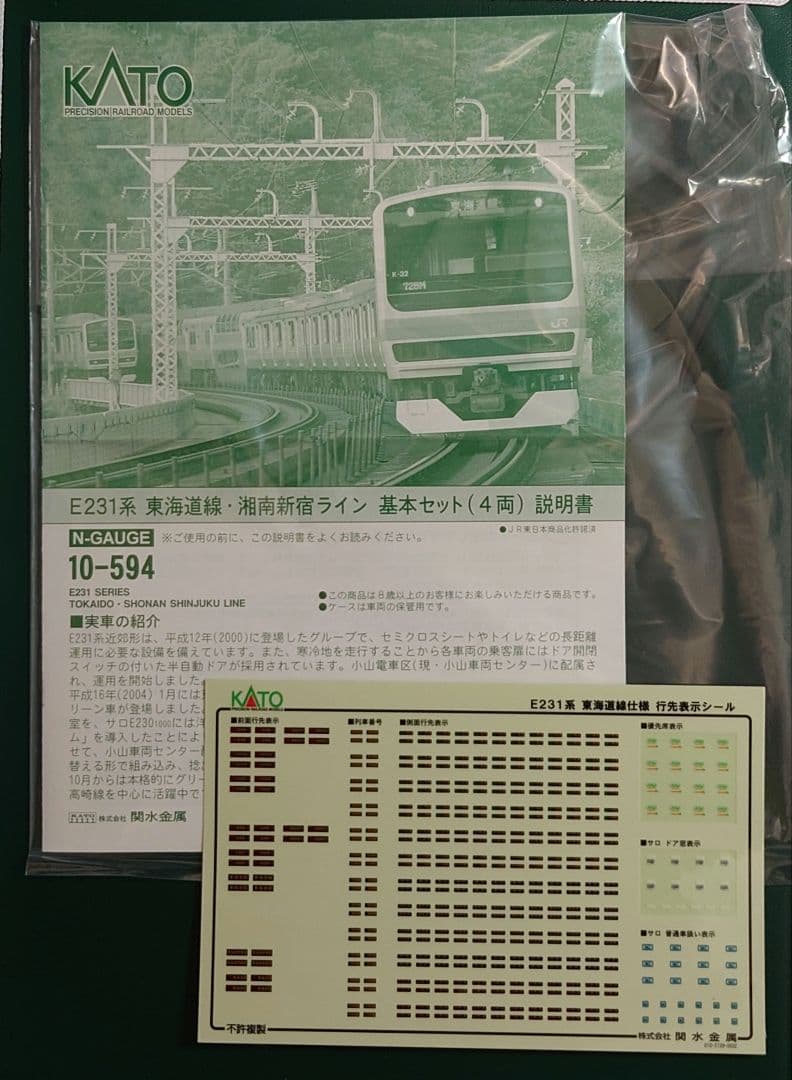 KATO
PRECISION RAILROAD MODELS
東海道線
K-32
728M
JR
E231系 東海道線・湘南新宿ライン 基本セット(4両) 説明書
N-GAUGE ※ご使用の前に、この説明書をよくお読みください。
●JR東日本商品化許諾済
10-594
E231 SERIES
TOKAIDO・SHONAN SHINJUKU LINE
●この商品は8歳以上のお客様にお楽しみいただける商品です。
●ケースは車両の保管用です。
■実車の紹介
E231系近郊形は、平成12年(2000)に登場したグループで、セミクロスシートやトイレなどの長距離
運用に必要な設備を備えています。また、寒冷地を走行することから各車両の乗客扉にはドア開閉
スイッチの付いた半自動ドアが採用されています。小山電車区(現・小山車両センター)に配属さ
れ、運用を開始しました。
平成16年(2004) 1月には
リーン車が登場しました
室を、サロE2301000には洋
ム」を導入したことによ
せて、小山車両センター
替える形で組み込み、
10月からは本格的にグリー
高崎線を中心に活躍中で
KATO 株式会社 関水金属
KATO
PRECISION RAILROAD MODELS
E231系 東海道線仕様 行先表示シール
■前面行先表示
■列車番号
■側面行先表示
■優先席表示
■サロ ドア窓表示
■サロ 普通車扱い表示
不許複製
株式会社 関水金属